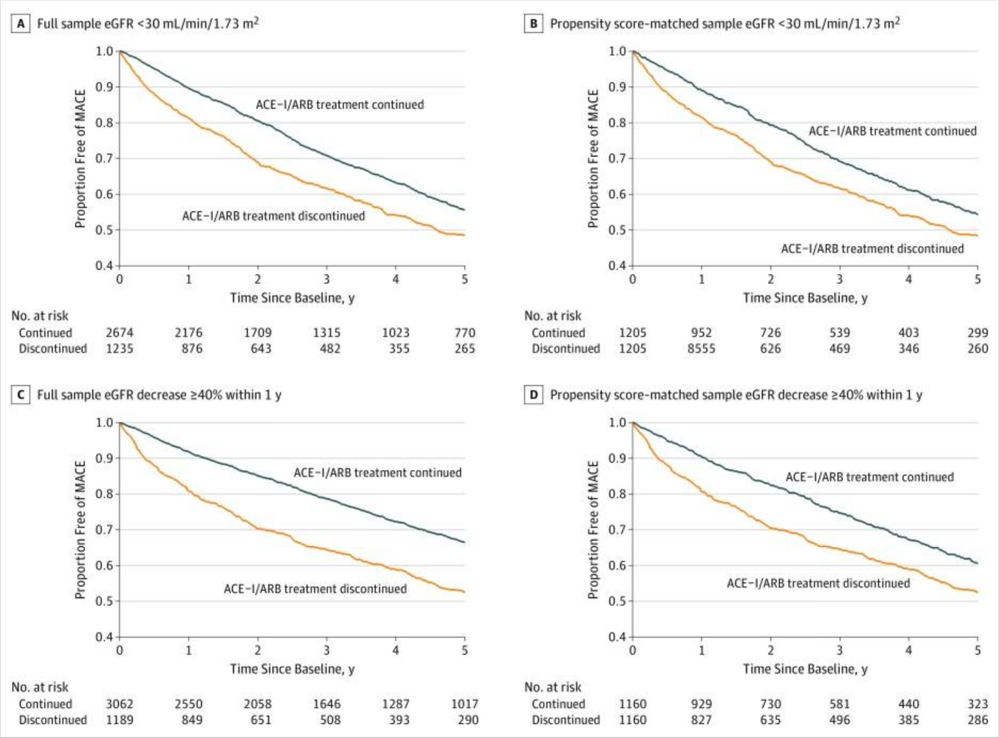 A Full sample eGFR <30 mL/min/1.73 m²
1.0
0.9
0.8
0.7
0.6
0.5
0.4
Proportion Free of MACE
ACE-I/ARB treatment continued
ACE-I/ARB treatment discontinued
0 1 2 3 4 5
Time Since Baseline, y
No. at risk
Continued 2674 2176 1709 1315 1023 770
Discontinued 1235 876 643 482 355 265
B Propensity score-matched sample eGFR <30 mL/min/1.73 m²
1.0
0.9
0.8
0.7
0.6
0.5
0.4
Proportion Free of MACE
ACE-I/ARB treatment continued
ACE-I/ARB treatment discontinued
0 1 2 3 4 5
Time Since Baseline, y
No. at risk
Continued 1205 952 726 539 403 299
Discontinued 1205 8555 626 469 346 260
C Full sample eGFR decrease ≥40% within 1 y
1.0
0.9
0.8
0.7
0.6
0.5
0.4
Proportion Free of MACE
ACE-I/ARB treatment continued
ACE-I/ARB treatment discontinued
0 1 2 3 4 5
Time Since Baseline, y
No. at risk
Continued 3062 2550 2058 1646 1287 1017
Discontinued 1189 849 651 508 393 290
D Propensity score-matched sample eGFR decrease ≥40% within 1 y
1.0
0.9
0.8
0.7
0.6
0.5
0.4
Proportion Free of MACE
ACE-I/ARB treatment continued
ACE-I/ARB treatment discontinued
0 1 2 3 4 5
Time Since Baseline, y
No. at risk
Continued 1160 929 730 581 440 323
Discontinued 1160 827 635 496 385 286